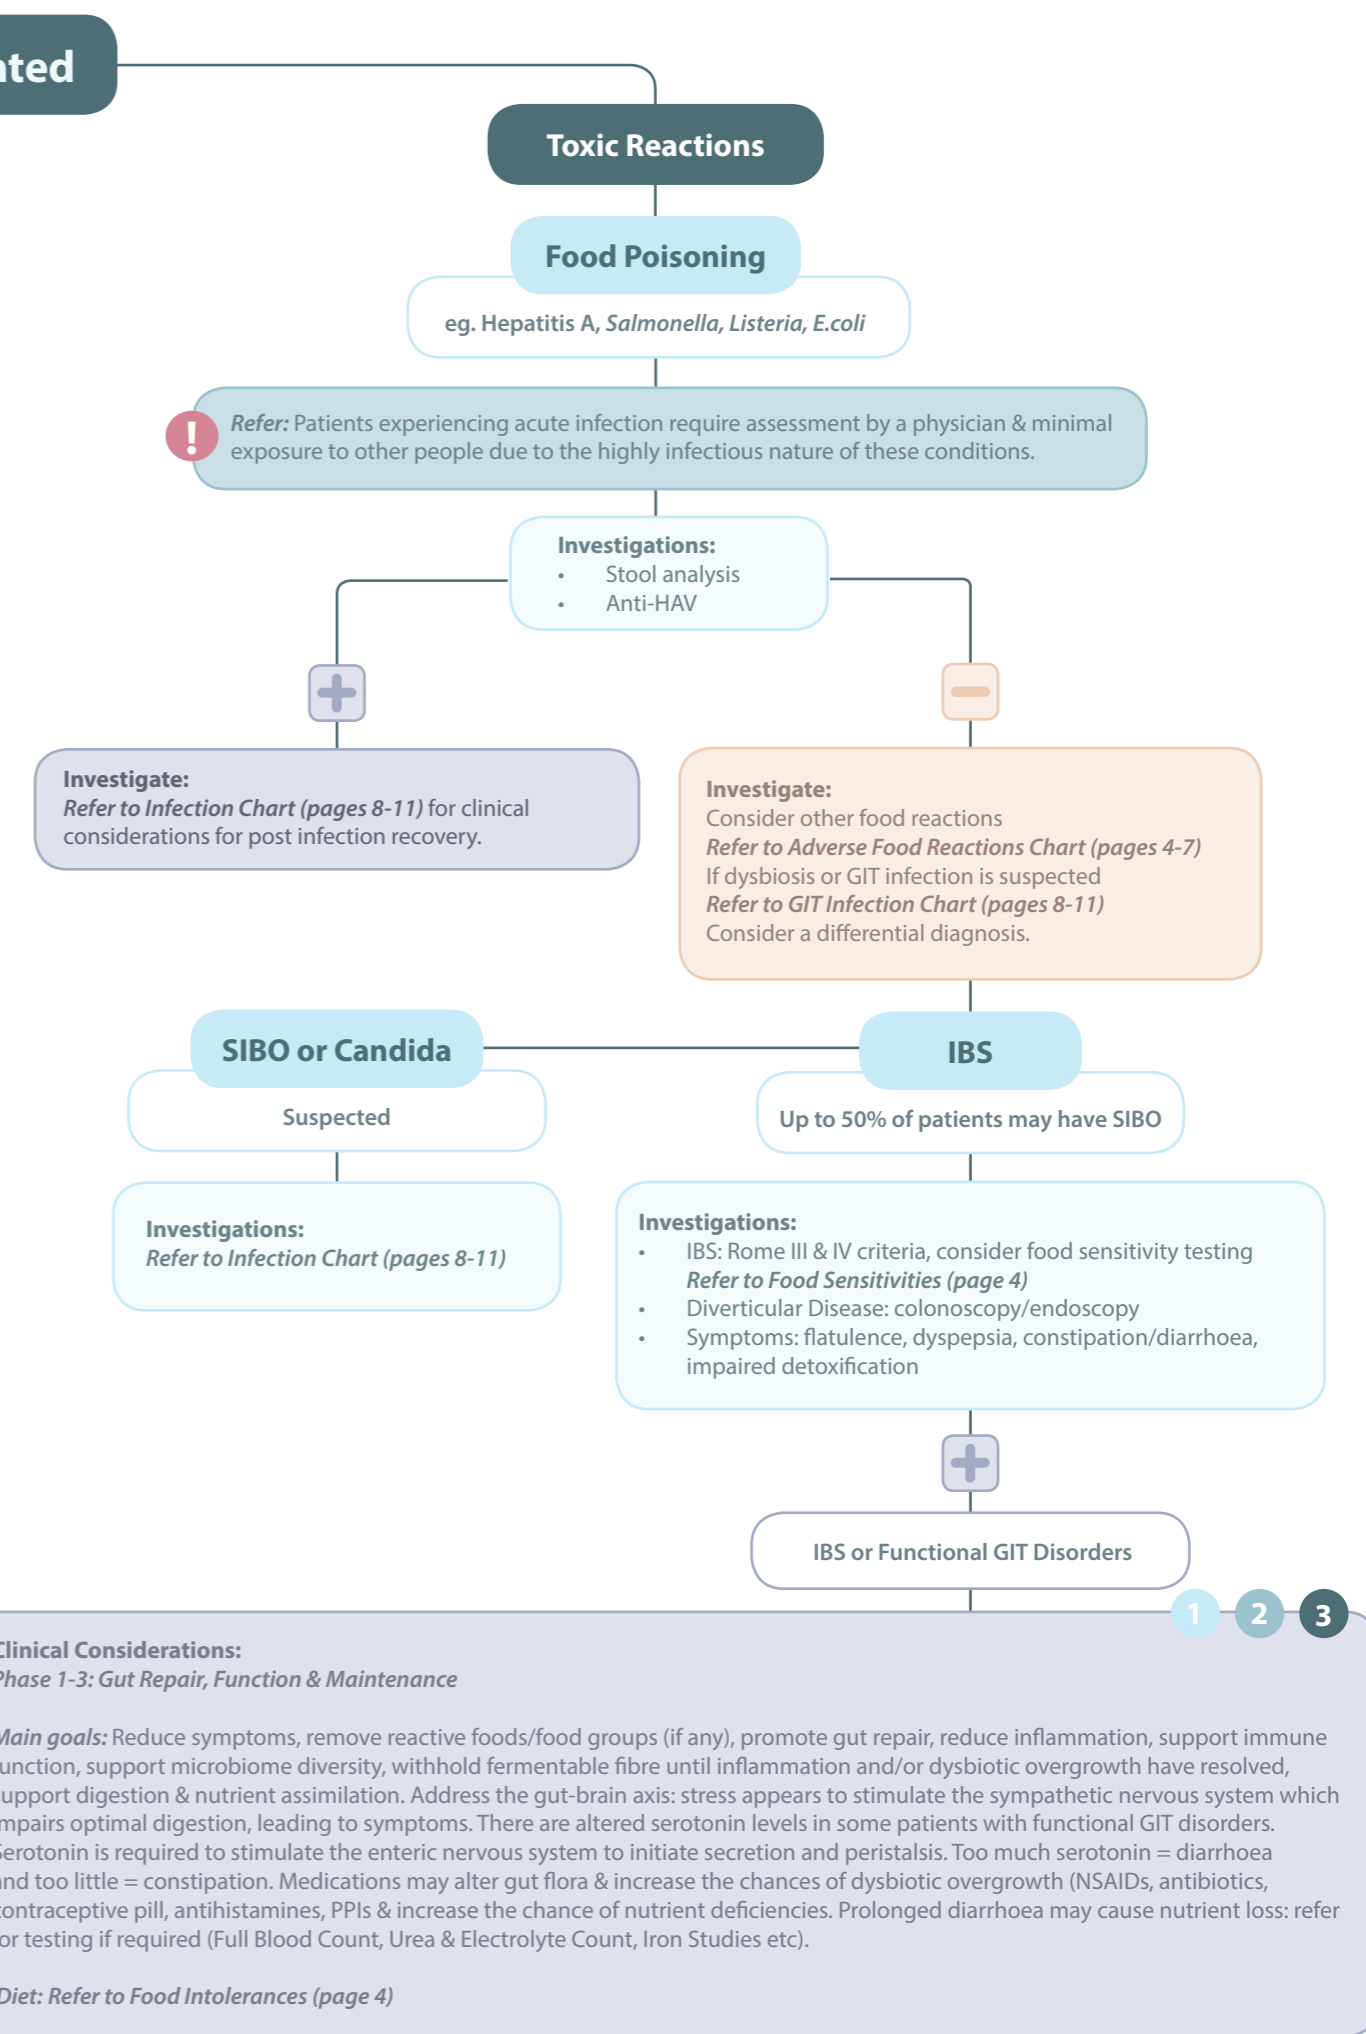 Toxic Reactions
Food Poisoning
eg. Hepatitis A, Salmonella, Listeria, E.coli
!
Refer: Patients experiencing acute infection require assessment by a physician & minimal
exposure to other people due to the highly infectious nature of these conditions.
Investigations:
• Stool analysis
• Anti-HAV
Investigate:
Refer to Infection Chart (pages 8-11) for clinical
considerations for post infection recovery.
Investigate:
Consider other food reactions
Refer to Adverse Food Reactions Chart (pages 4-7)
If dysbiosis or GIT infection is suspected
Refer to GIT Infection Chart (pages 8-11)
Consider a differential diagnosis.
SIBO or Candida
Suspected
Investigations:
Refer to Infection Chart (pages 8-11)
IBS
Up to 50% of patients may have SIBO
Investigations:
• IBS: Rome III & IV criteria, consider food sensitivity testing
Refer to Food Sensitivities (page 4)
• Diverticular Disease: colonoscopy/endoscopy
• Symptoms: flatulence, dyspepsia, constipation/diarrhoea,
impaired detoxification
IBS or Functional GIT Disorders
1 2 3
Clinical Considerations:
Phase 1-3: Gut Repair, Function & Maintenance
Main goals: Reduce symptoms, remove reactive foods/food groups (if any), promote gut repair, reduce inflammation, support immune
function, support microbiome diversity, withhold fermentable fibre until inflammation and/or dysbiotic overgrowth have resolved,
support digestion & nutrient assimilation. Address the gut-brain axis: stress appears to stimulate the sympathetic nervous system which
impairs optimal digestion, leading to symptoms. There are altered serotonin levels in some patients with functional GIT disorders.
Serotonin is required to stimulate the enteric nervous system to initiate secretion and peristalsis. Too much serotonin = diarrhoea
and too little = constipation. Medications may alter gut flora & increase the chances of dysbiotic overgrowth (NSAIDs, antibiotics,
contraceptive pill, antihistamines, PPIs & increase the chance of nutrient deficiencies. Prolonged diarrhoea may cause nutrient loss: refer
for testing if required (Full Blood Count, Urea & Electrolyte Count, Iron Studies etc).
Diet: Refer to Food Intolerances (page 4)